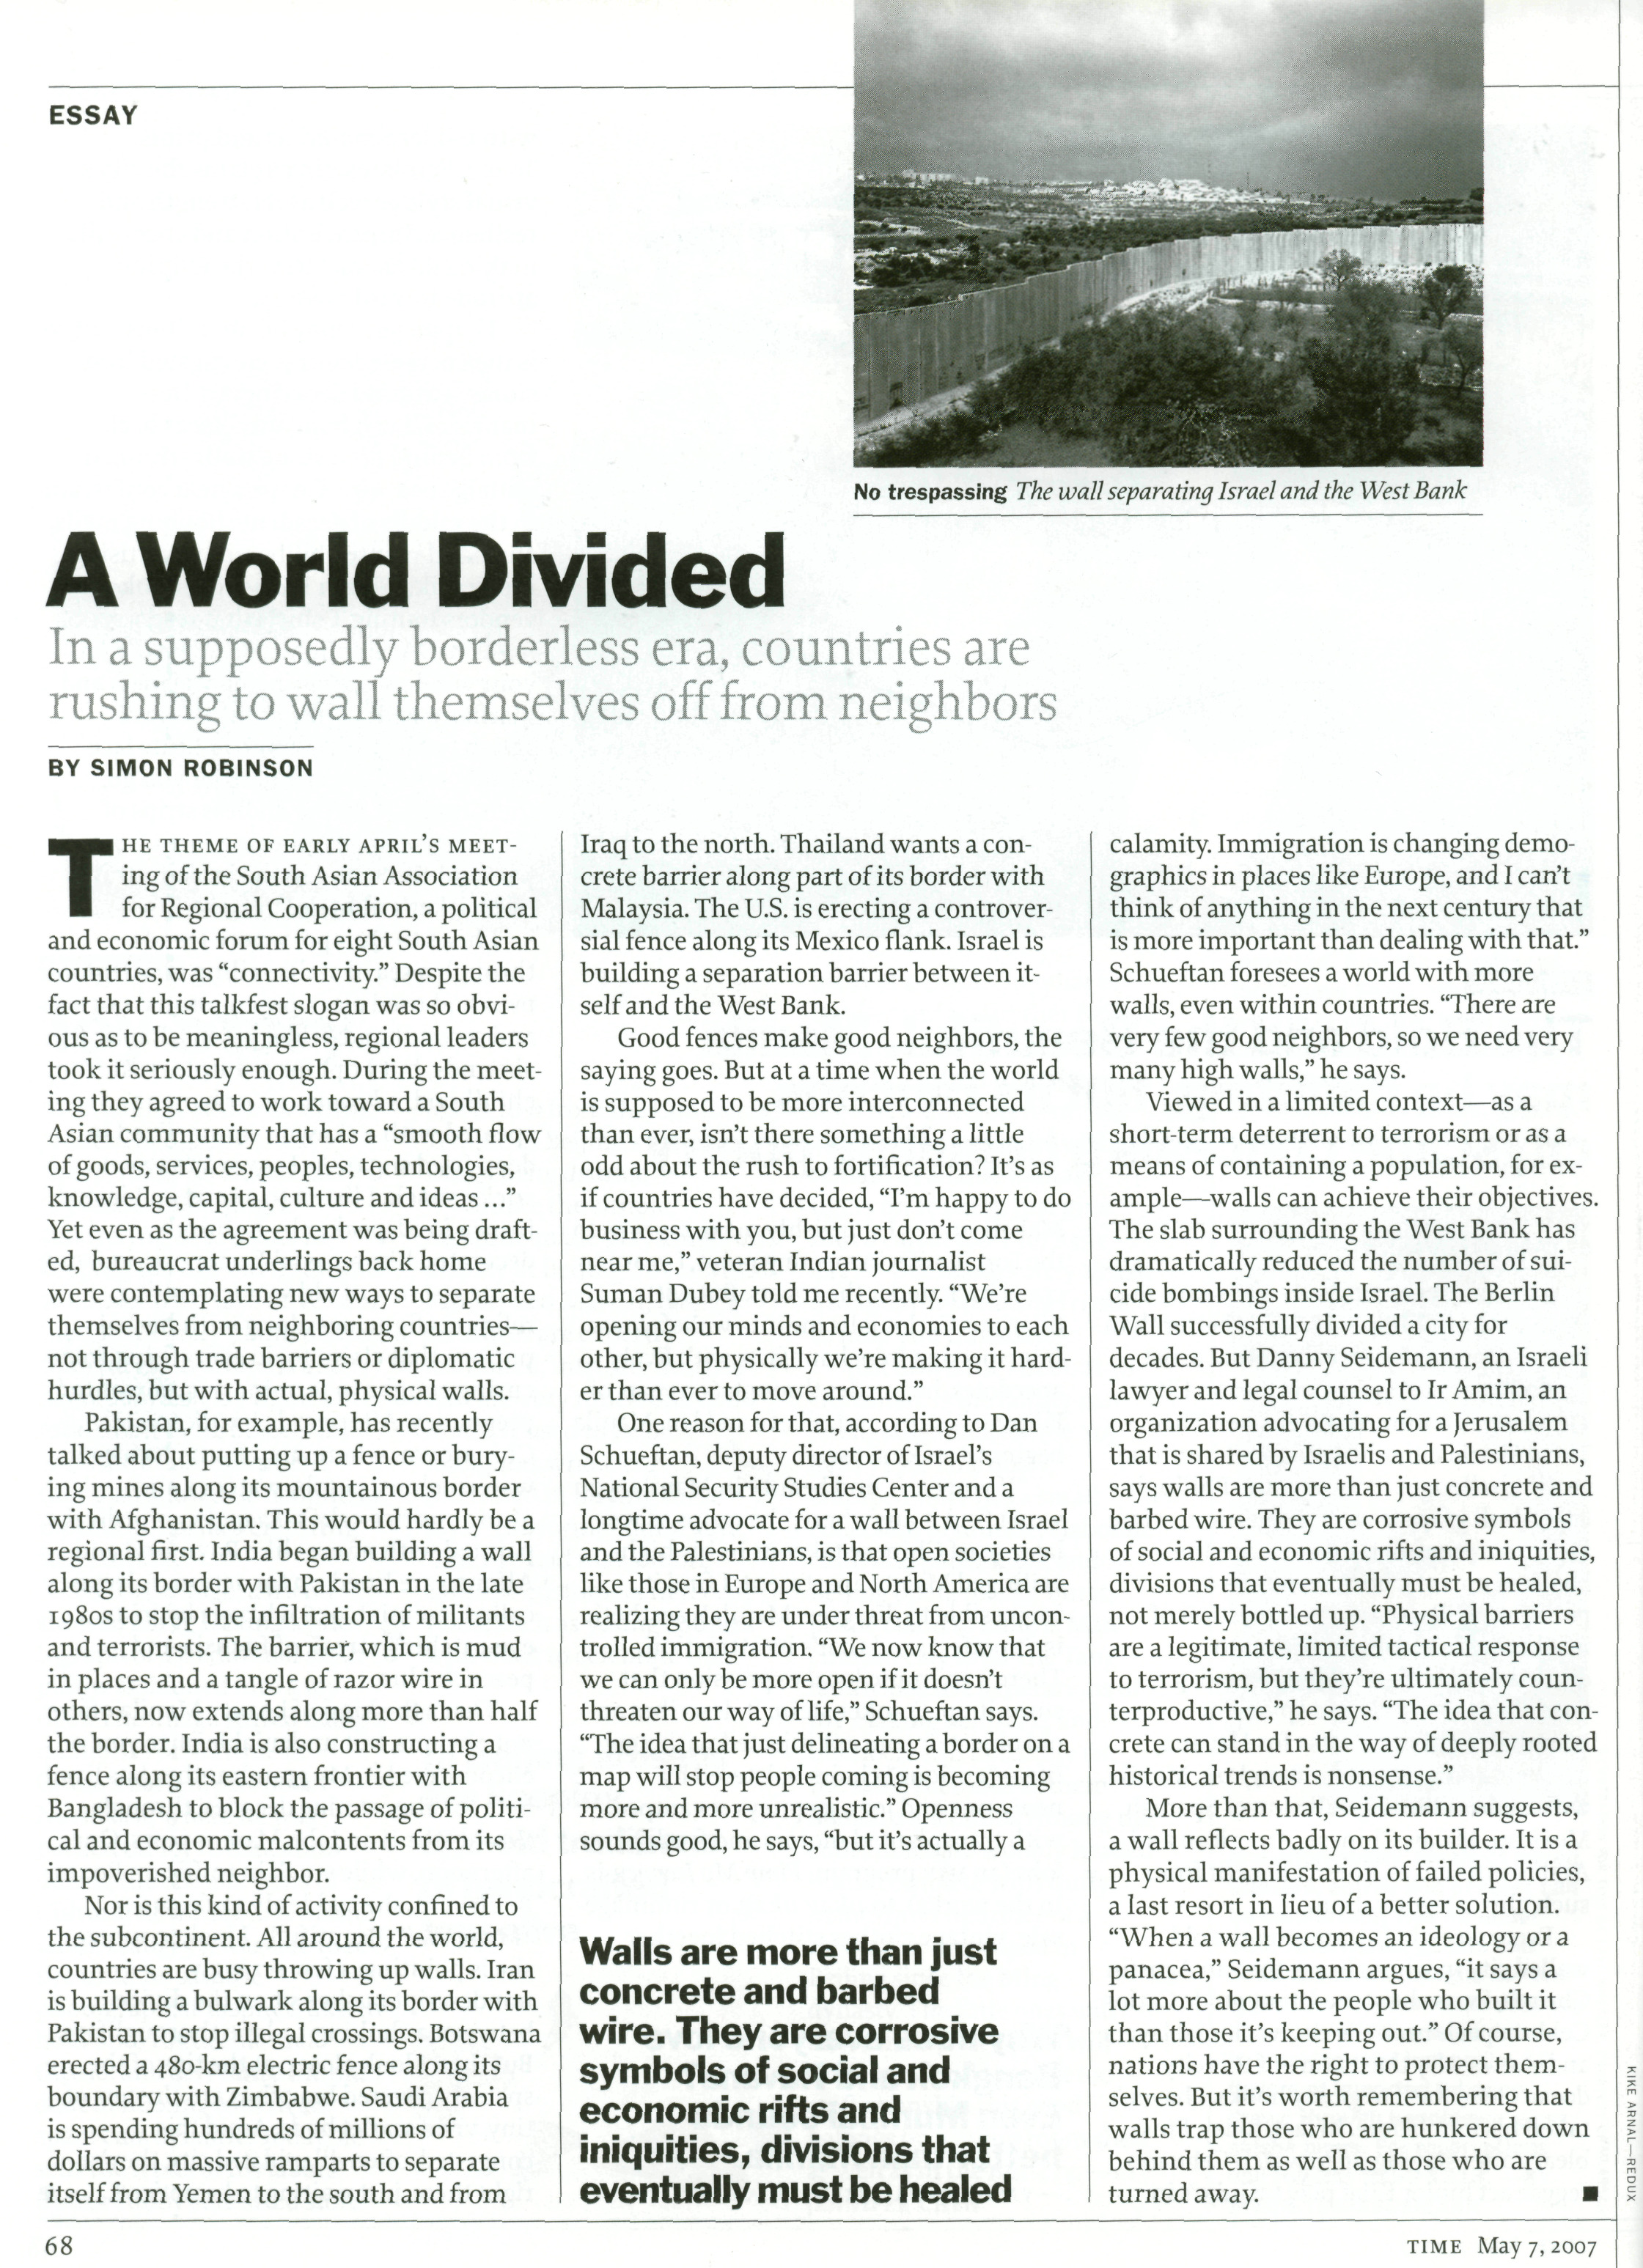 ESSAY
No trespassing The wall separating Israel and the West Bank
A World Divided
In a supposedly borderless era, countries are
rushing to wall themselves off from neighbors
BY SIMON ROBINSON
THE THEME OF EARLY APRIL'S MEET-
ing of the South Asian Association
for Regional Cooperation, a political
and economic forum for eight South Asian
countries, was “connectivity.” Despite the
fact that this talkfest slogan was so obvi-
ous as to be meaningless, regional leaders
took it seriously enough. During the meet-
ing they agreed to work toward a South
Asian community that has a “smooth flow
of goods, services, peoples, technologies,
knowledge, capital, culture and ideas ...”
Yet even as the agreement was being draft-
ed, bureaucrat underlings back home
were contemplating new ways to separate
themselves from neighboring countries—
not through trade barriers or diplomatic
hurdles, but with actual, physical walls.
Pakistan, for example, has recently
talked about putting up a fence or bury-
ing mines along its mountainous border
with Afghanistan. This would hardly be a
regional first. India began building a wall
along its border with Pakistan in the late
1980s to stop the infiltration of militants
and terrorists. The barrier, which is mud
in places and a tangle of razor wire in
others, now extends along more than half
the border. India is also constructing a
fence along its eastern frontier with
Bangladesh to block the passage of politi-
cal and economic malcontents from its
impoverished neighbor.
Nor is this kind of activity confined to
the subcontinent. All around the world,
countries are busy throwing up walls. Iran
is building a bulwark along its border with
Pakistan to stop illegal crossings. Botswana
erected a 480-km electric fence along its
boundary with Zimbabwe. Saudi Arabia
is spending hundreds of millions of
dollars on massive ramparts to separate
itself from Yemen to the south and from
Iraq to the north. Thailand wants a con-
crete barrier along part of its border with
Malaysia. The U.S. is erecting a controver-
sial fence along its Mexico flank. Israel is
building a separation barrier between it-
self and the West Bank.
Good fences make good neighbors, the
saying goes. But at a time when the world
is supposed to be more interconnected
than ever, isn't there something a little
odd about the rush to fortification? It's as
if countries have decided, “I'm happy to do
business with you, but just don't come
near me,” veteran Indian journalist
Suman Dubey told me recently. “We're
opening our minds and economies to each
other, but physically we're making it hard-
er than ever to move around.”
One reason for that, according to Dan
Schueftan, deputy director of Israel's
National Security Studies Center and a
longtime advocate for a wall between Israel
and the Palestinians, is that open societies
like those in Europe and North America are
realizing they are under threat from uncon-
trolled immigration. “We now know that
we can only be more open if it doesn't
threaten our way of life,” Schueftan says.
“The idea that just delineating a border on a
map will stop people coming is becoming
more and more unrealistic.” Openness
sounds good, he says, “but it's actually a
Walls are more than just
concrete and barbed
wire. They are corrosive
symbols of social and
economic rifts and
iniquities, divisions that
eventually must be healed
calamity. Immigration is changing demo-
graphics in places like Europe, and I can't
think of anything in the next century that
is more important than dealing with that.”
Schueftan foresees a world with more
walls, even within countries. “There are
very few good neighbors, so we need very
many high walls,” he says.
Viewed in a limited context—as a
short-term deterrent to terrorism or as a
means of containing a population, for ex-
ample—walls can achieve their objectives.
The slab surrounding the West Bank has
dramatically reduced the number of sui-
cide bombings inside Israel. The Berlin
Wall successfully divided a city for
decades. But Danny Seidemann, an Israeli
lawyer and legal counsel to Ir Amim, an
organization advocating for a Jerusalem
that is shared by Israelis and Palestinians,
says walls are more than just concrete and
barbed wire. They are corrosive symbols
of social and economic rifts and iniquities,
divisions that eventually must be healed,
not merely bottled up. “Physical barriers
are a legitimate, limited tactical response
to terrorism, but they're ultimately coun-
terproductive,” he says. “The idea that con-
crete can stand in the way of deeply rooted
historical trends is nonsense.”
More than that, Seidemann suggests,
a wall reflects badly on its builder. It is a
physical manifestation of failed policies,
a last resort in lieu of a better solution.
“When a wall becomes an ideology or a
panacea,” Seidemann argues, “it says a
lot more about the people who built it
than those it's keeping out.” Of course,
nations have the right to protect them-
selves. But it's worth remembering that
walls trap those who are hunkered down
behind them as well as those who are
turned away.
KIKE ARNAL—REDUX
68
TIME May 7, 2007